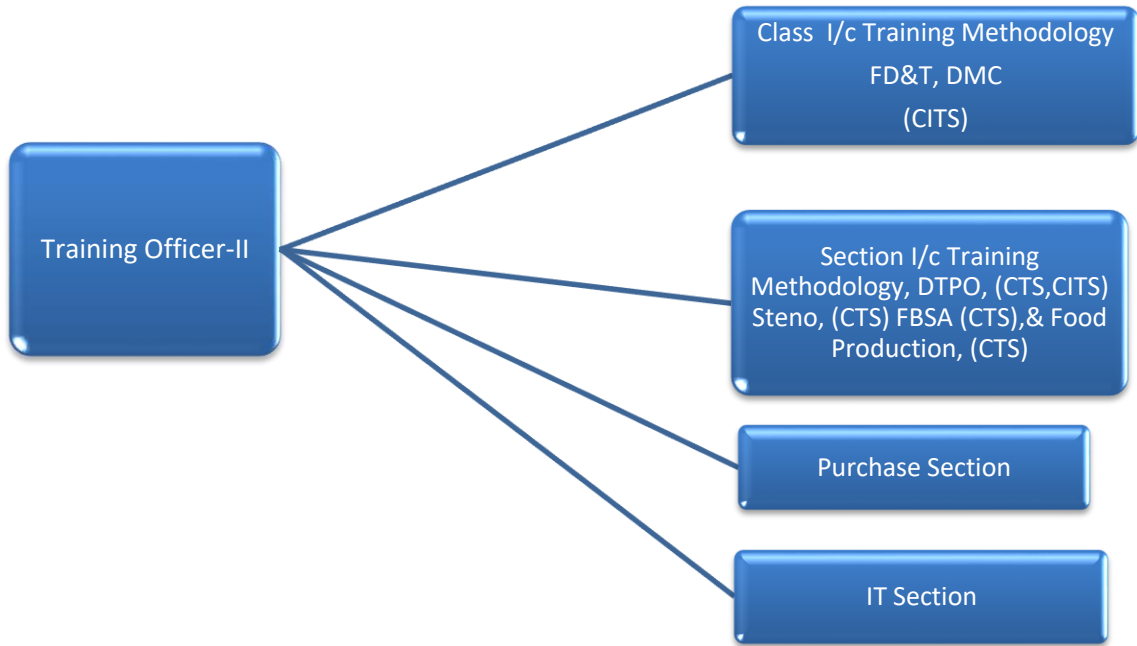 Class I/c Training Methodology
FD&T, DMC
(CITS)
Training Officer-II
Section I/c Training
Methodology, DTPO, (CTS,CITS)
Steno, (CTS) FBSA (CTS),& Food
Production, (CTS)
Purchase Section
IT Section